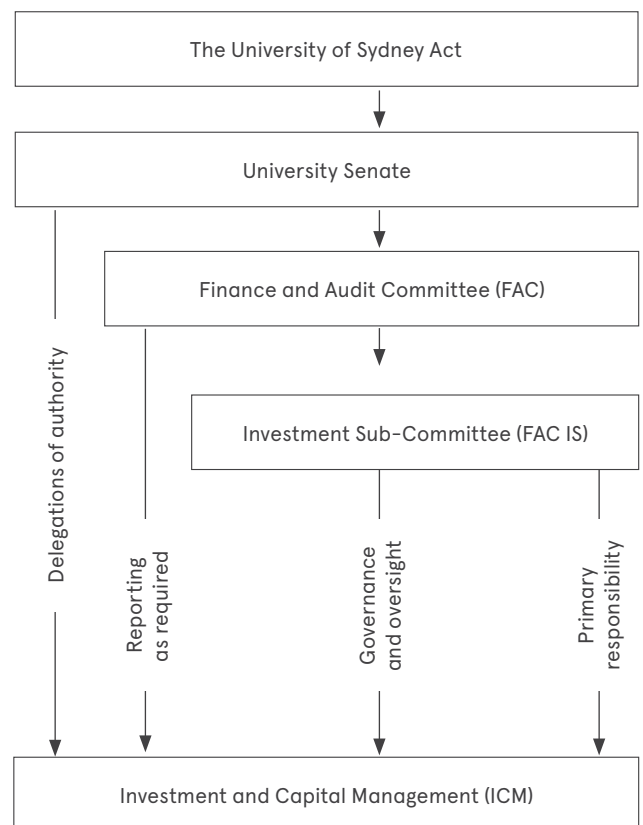 The University of Sydney Act
University Senate
Finance and Audit Committee (FAC)
Investment Sub-Committee (FAC IS)
Delegations of authority
Reporting
as required
Governance
and oversight
Primary
responsibility
Investment and Capital Management (ICM)